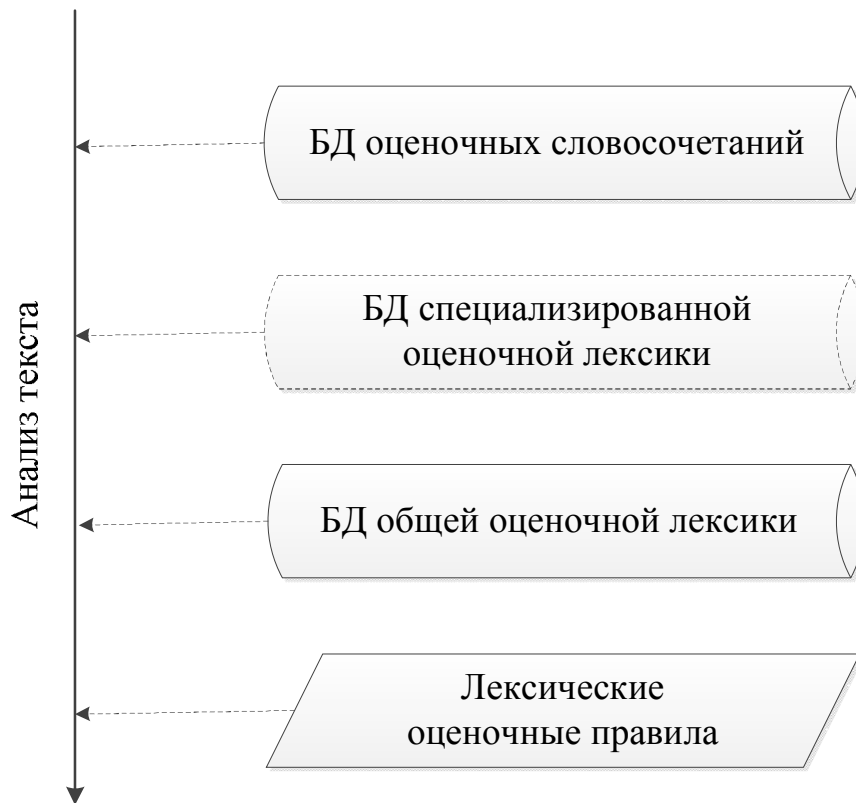 БД оценочных словосочетаний
БД специализированной
оценочной лексики
Анализ текста
БД общей оценочной лексики
Лексические
оценочные правила